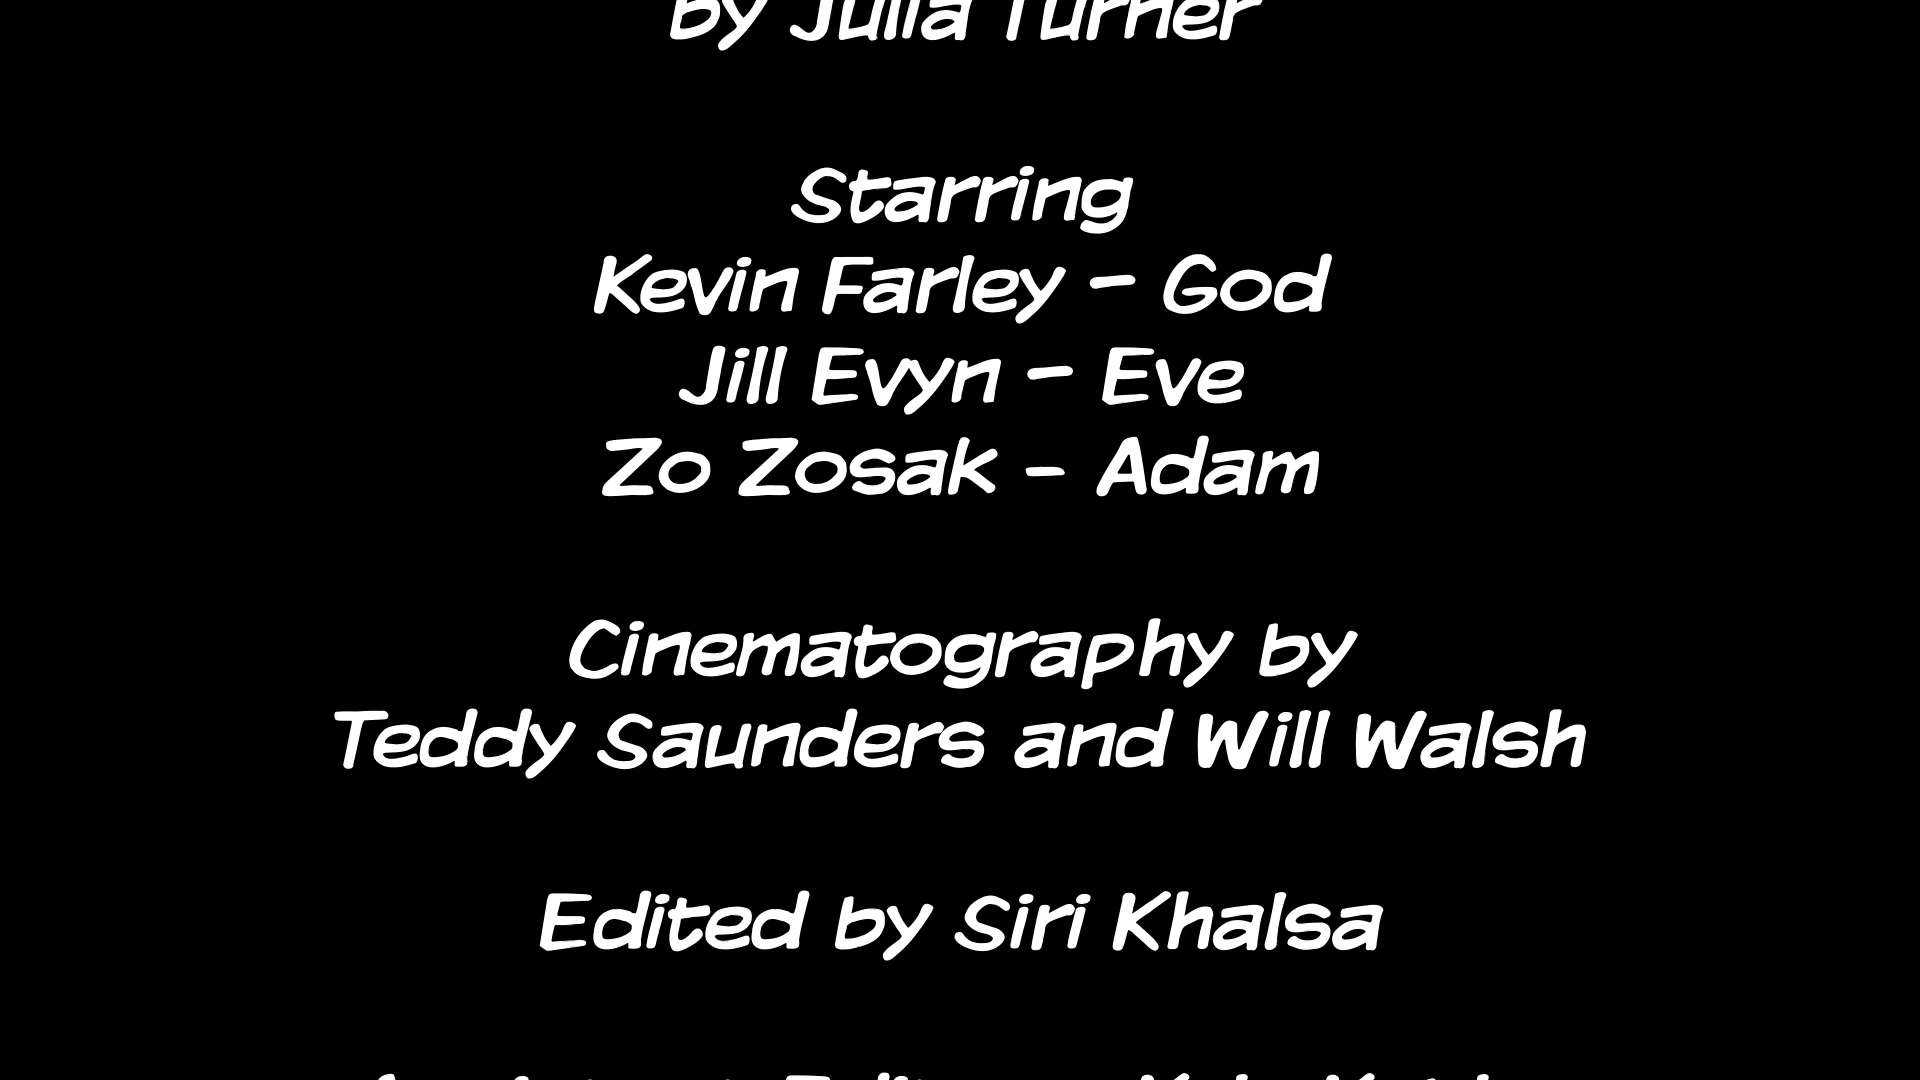 by Julia Turner
Starring
Kevin Farley - God
Jill Evyn - Eve
Zo Zosak - Adam
Cinematography by
Teddy Saunders and Will Walsh
Edited by Siri Khalsa